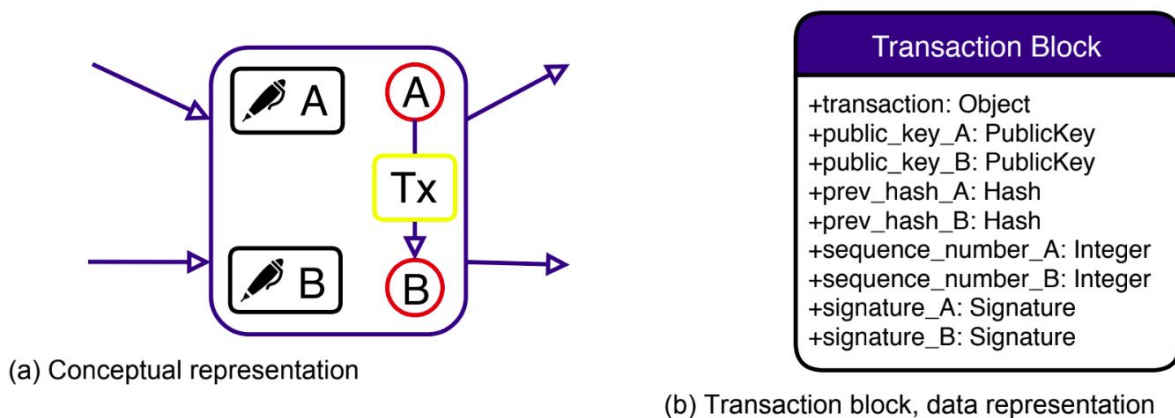 A
A
Tx
B
B
(a) Conceptual representation
Transaction Block
+transaction: Object
+public_key_A: PublicKey
+public_key_B: PublicKey
+prev_hash_A: Hash
+prev_hash_B: Hash
+sequence_number_A: Integer
+sequence_number_B: Integer
+signature_A: Signature
+signature_B: Signature
(b) Transaction block, data representation